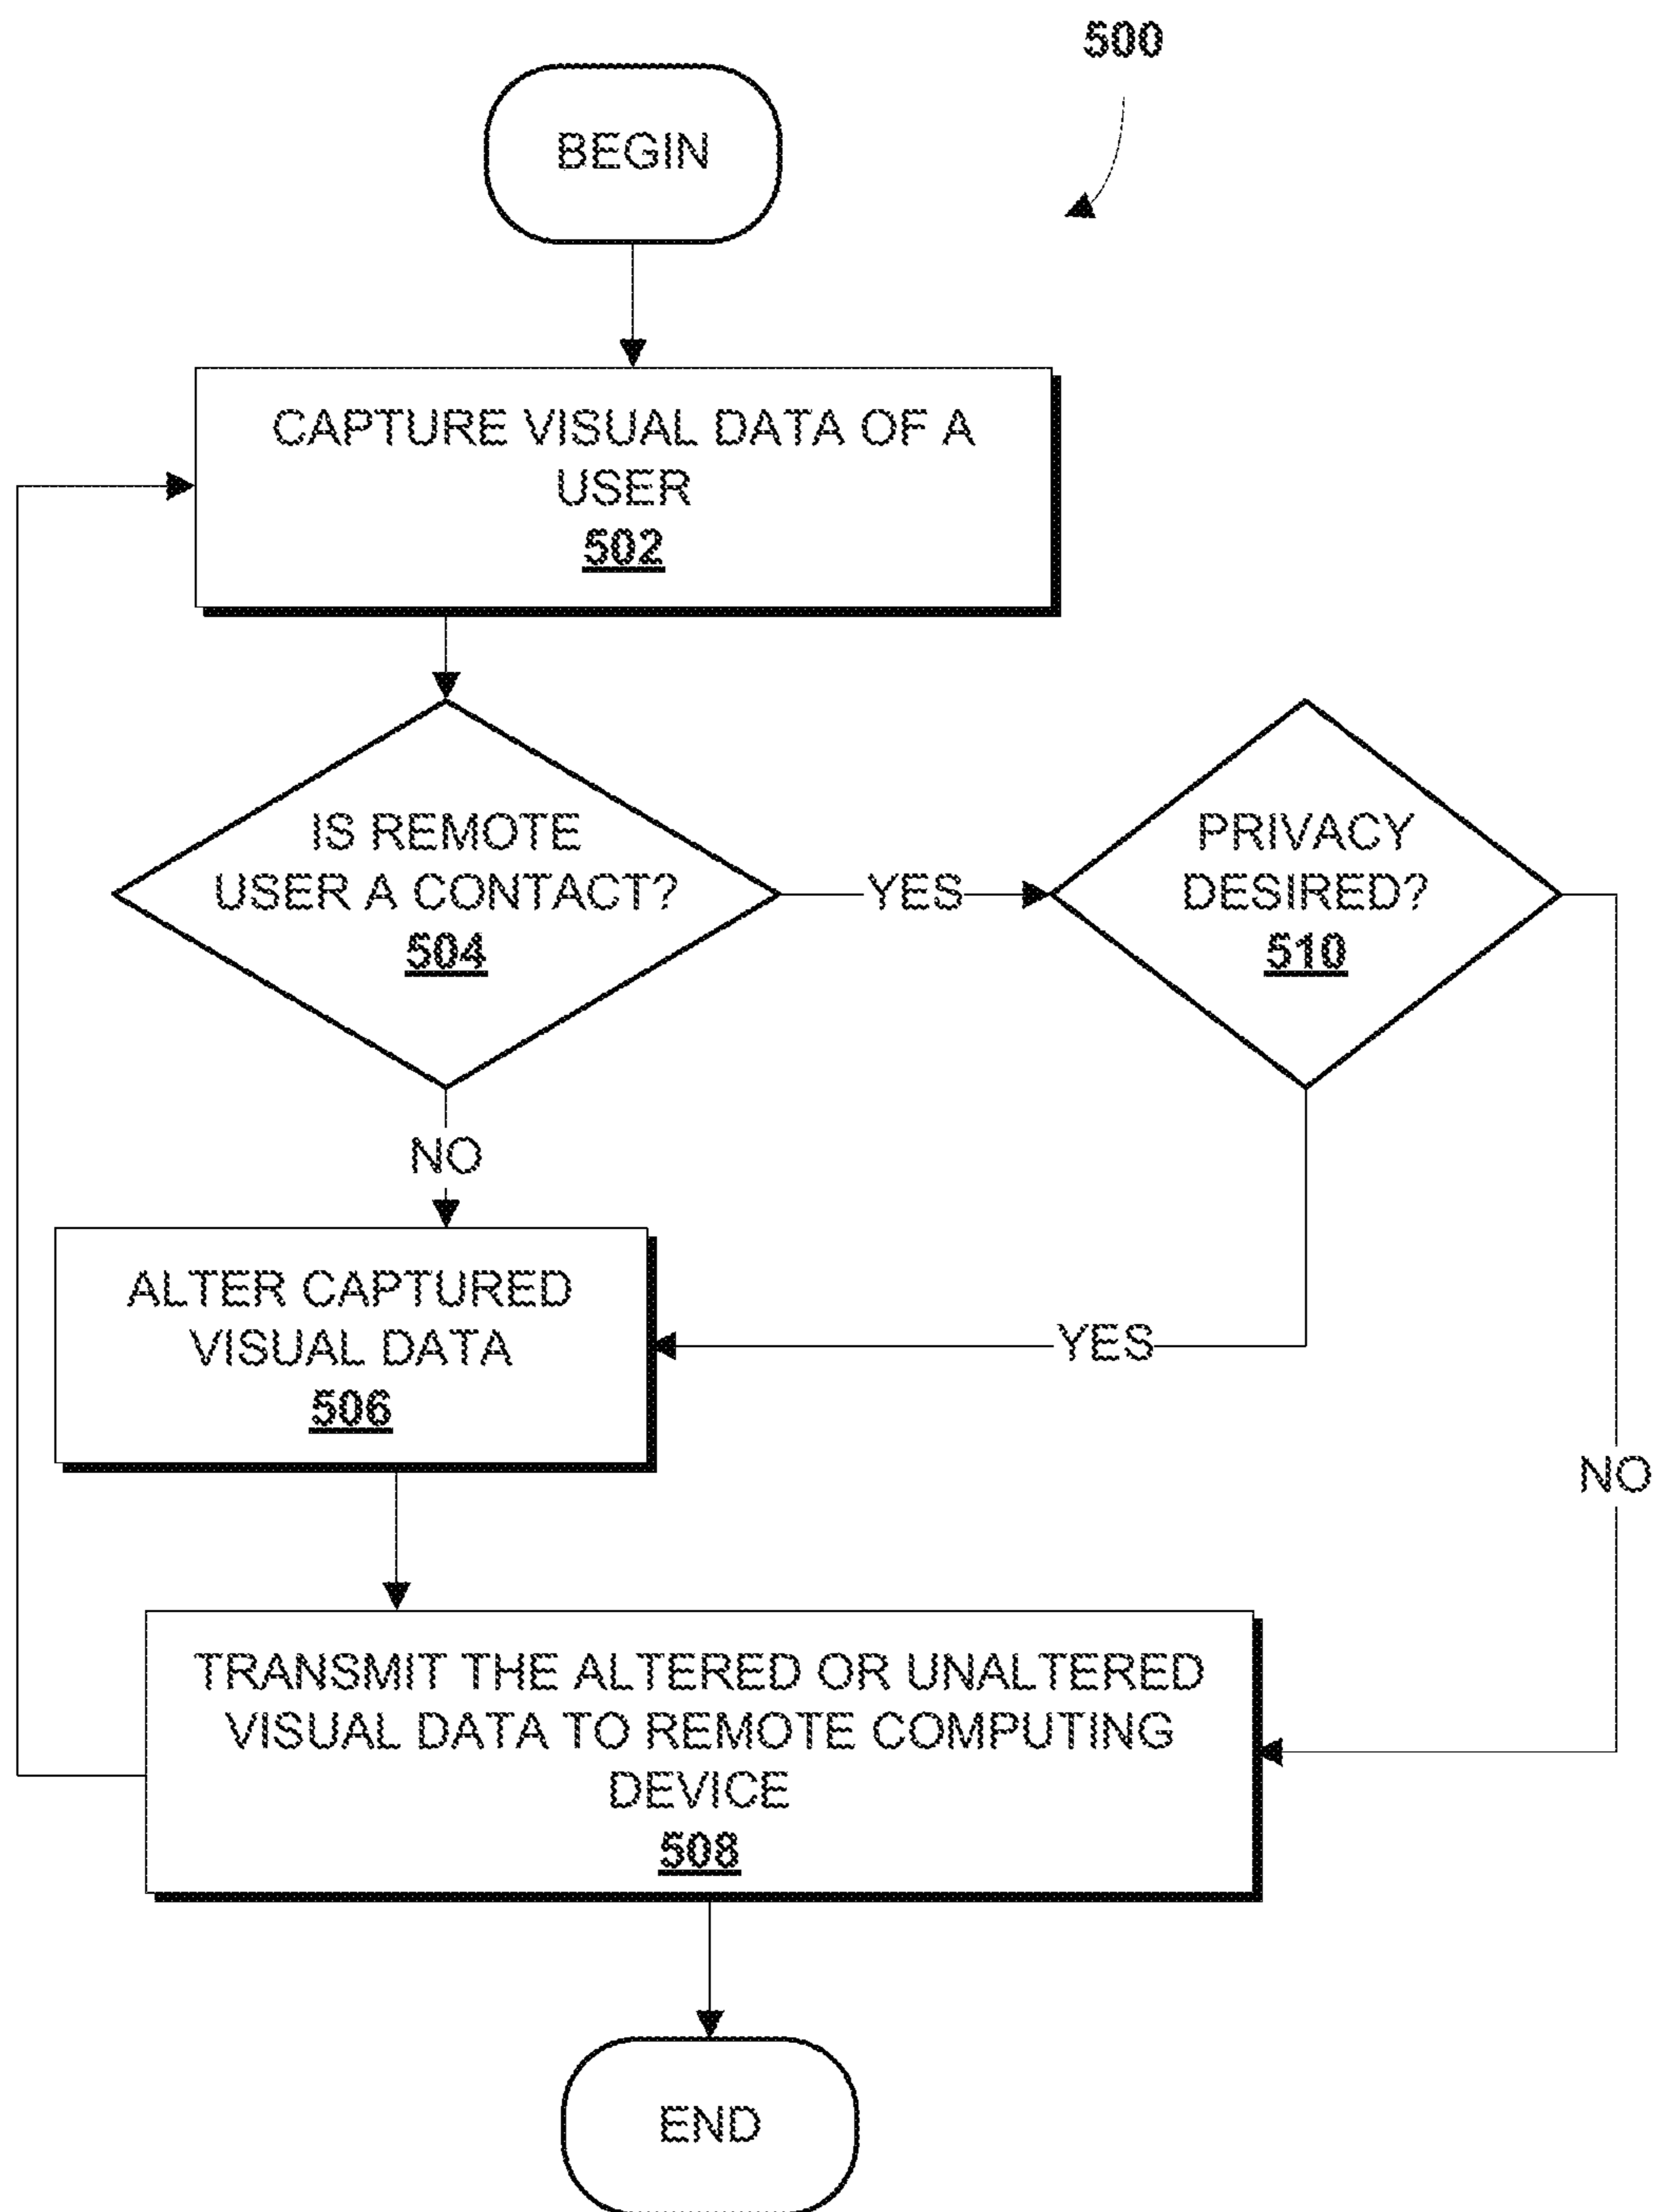 500
BEGIN
CAPTURE VISUAL DATA OF A
USER
502
IS REMOTE
USER A CONTACT?
504
YES
PRIVACY
DESIRED?
510
NO
ALTER CAPTURED
VISUAL DATA
506
YES
NO
TRANSMIT THE ALTERED OR UNALTERED
VISUAL DATA TO REMOTE COMPUTING
DEVICE
508
END